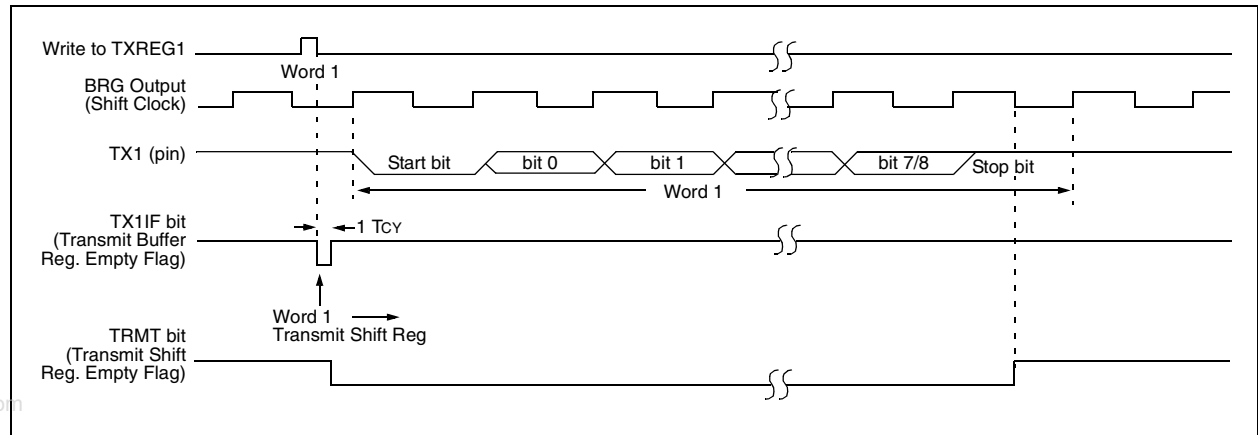 Write to TXREG1
Word 1
BRG Output
(Shift Clock)
TX1 (pin)
Start bit
bit 0
bit 1
bit 7/8
Stop bit
Word 1
TX1IF bit
(Transmit Buffer
Reg. Empty Flag)
1 TCY
Word 1
Transmit Shift Reg
TRMT bit
(Transmit Shift
Reg. Empty Flag)
om